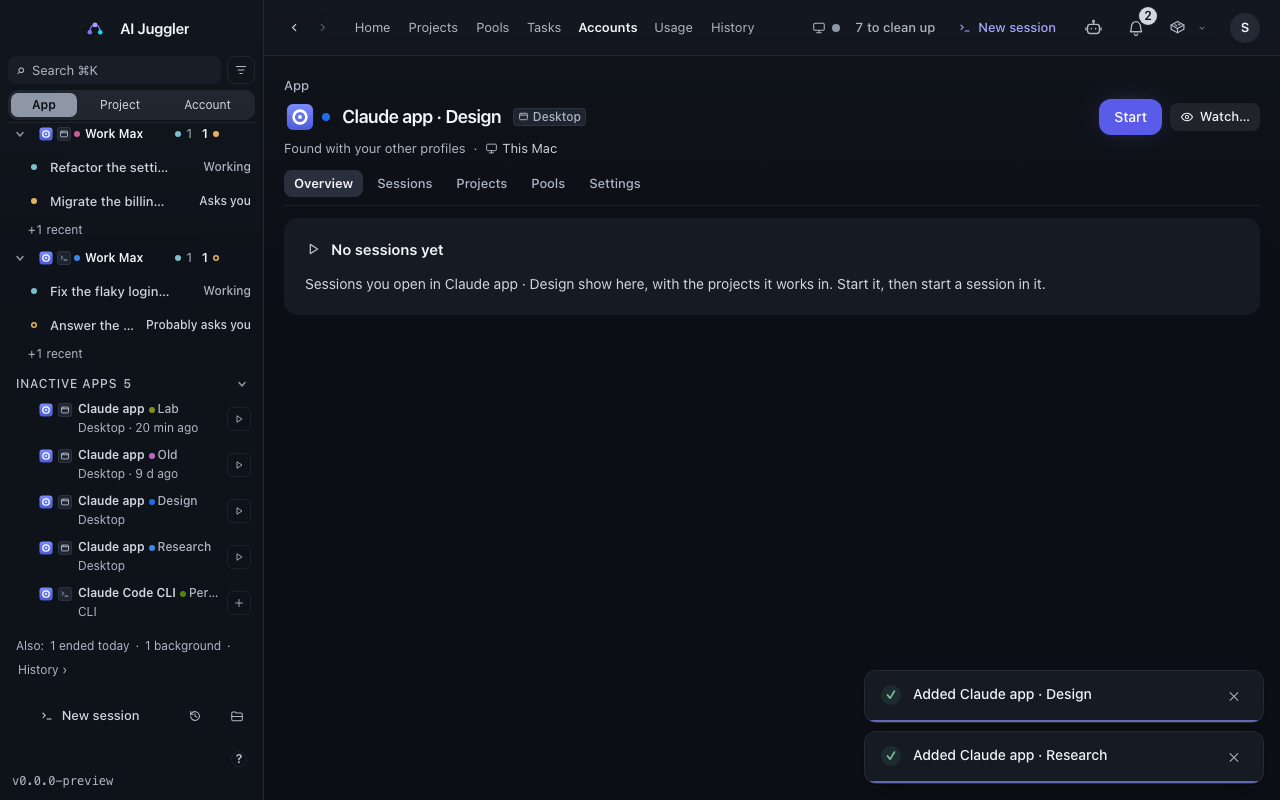 AI Juggler
Search ⌘K
App Project Account
Work Max 1 1
Refactor the setti... Working
Migrate the billin... Asks you
+1 recent
Work Max 1 1
Fix the flaky login... Working
Answer the ... Probably asks you
+1 recent
INACTIVE APPS 5
Claude app Lab
Desktop · 20 min ago
Claude app Old
Desktop · 9 d ago
Claude app Design
Desktop
Claude app Research
Desktop
Claude Code CLI Per...
CLI
Also: 1 ended today · 1 background ·
History ›
New session
?
v0.0.0-preview
Home Projects Pools Tasks Accounts Usage History 7 to clean up New session 2 S
App
Claude app · Design Desktop Start Watch...
Found with your other profiles · This Mac
Overview Sessions Projects Pools Settings
No sessions yet
Sessions you open in Claude app · Design show here, with the projects it works in. Start it, then start a session in it.
Added Claude app · Design
Added Claude app · Research